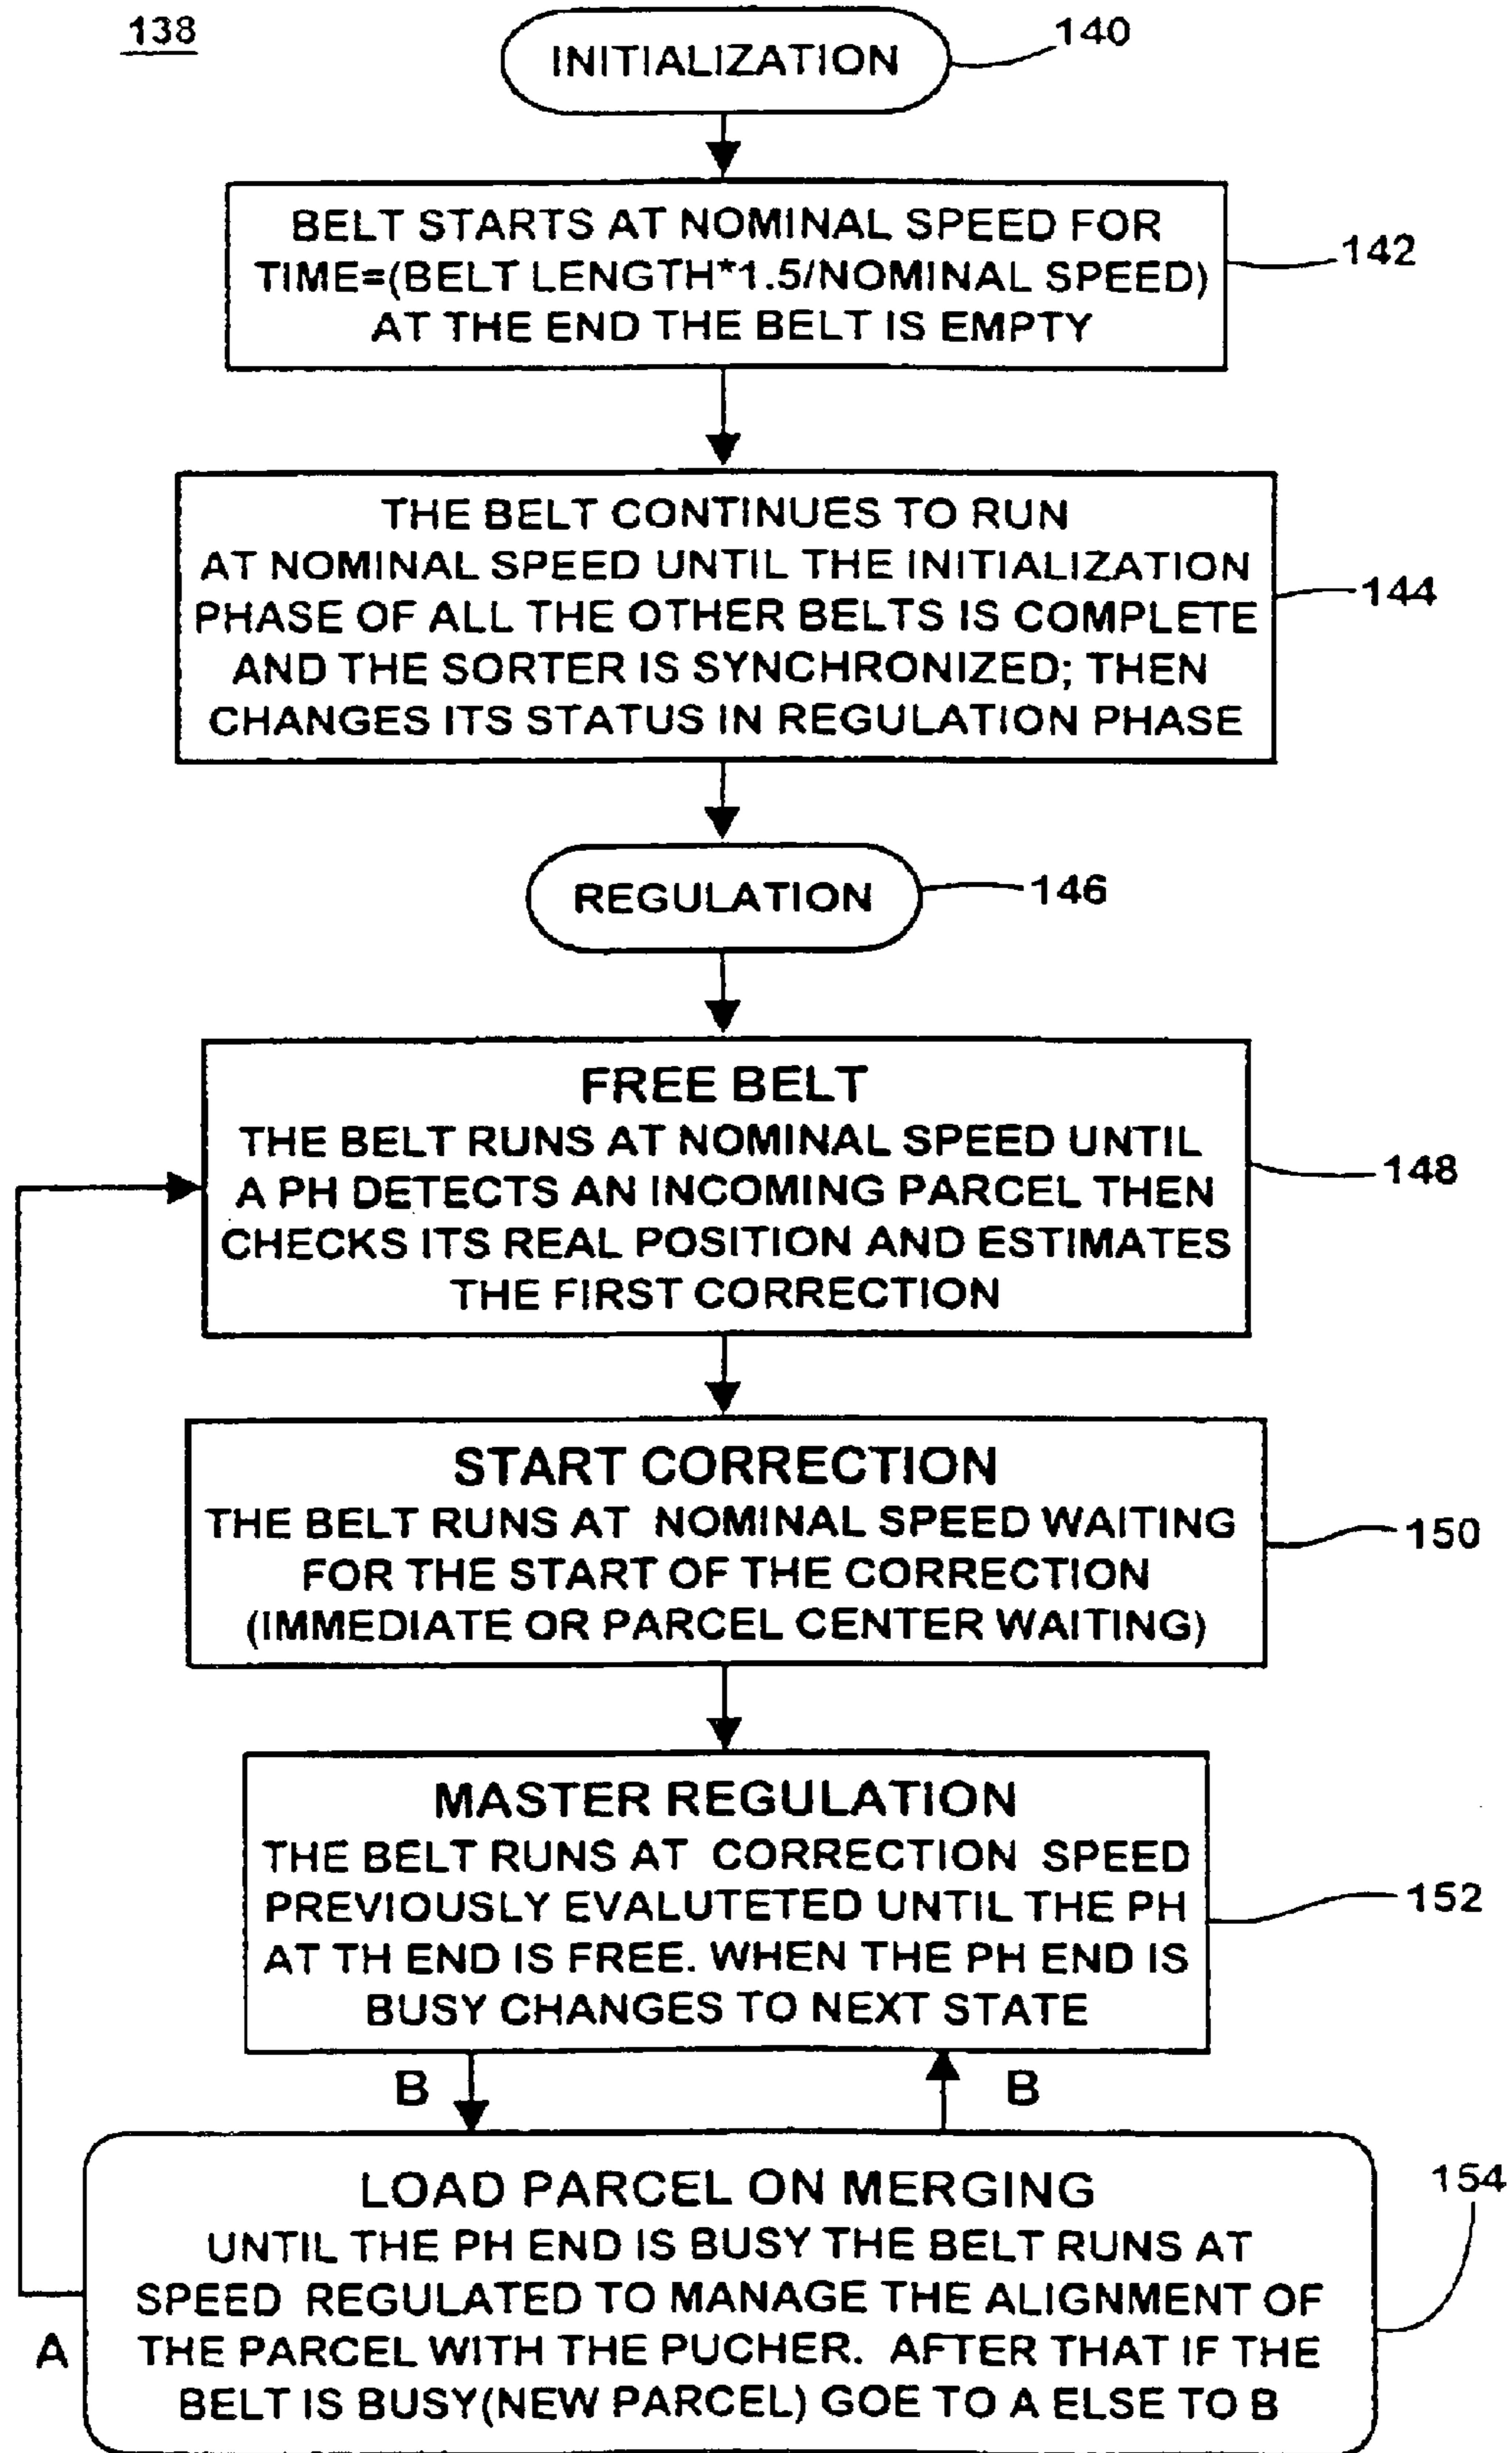 138
INITIALIZATION
140
BELT STARTS AT NOMINAL SPEED FOR
TIME=(BELT LENGTH*1.5/NOMINAL SPEED)
AT THE END THE BELT IS EMPTY
142
THE BELT CONTINUES TO RUN
AT NOMINAL SPEED UNTIL THE INITIALIZATION
PHASE OF ALL THE OTHER BELTS IS COMPLETE
AND THE SORTER IS SYNCHRONIZED; THEN
CHANGES ITS STATUS IN REGULATION PHASE
144
REGULATION
146
FREE BELT
THE BELT RUNS AT NOMINAL SPEED UNTIL
A PH DETECTS AN INCOMING PARCEL THEN
CHECKS ITS REAL POSITION AND ESTIMATES
THE FIRST CORRECTION
148
START CORRECTION
THE BELT RUNS AT NOMINAL SPEED WAITING
FOR THE START OF THE CORRECTION
(IMMEDIATE OR PARCEL CENTER WAITING)
150
MASTER REGULATION
THE BELT RUNS AT CORRECTION SPEED
PREVIOUSLY EVALUTETED UNTIL THE PH
AT TH END IS FREE. WHEN THE PH END IS
BUSY CHANGES TO NEXT STATE
152
B
B
LOAD PARCEL ON MERGING
UNTIL THE PH END IS BUSY THE BELT RUNS AT
SPEED REGULATED TO MANAGE THE ALIGNMENT OF
THE PARCEL WITH THE PUCHER. AFTER THAT IF THE
BELT IS BUSY(NEW PARCEL) GOE TO A ELSE TO B
154
A